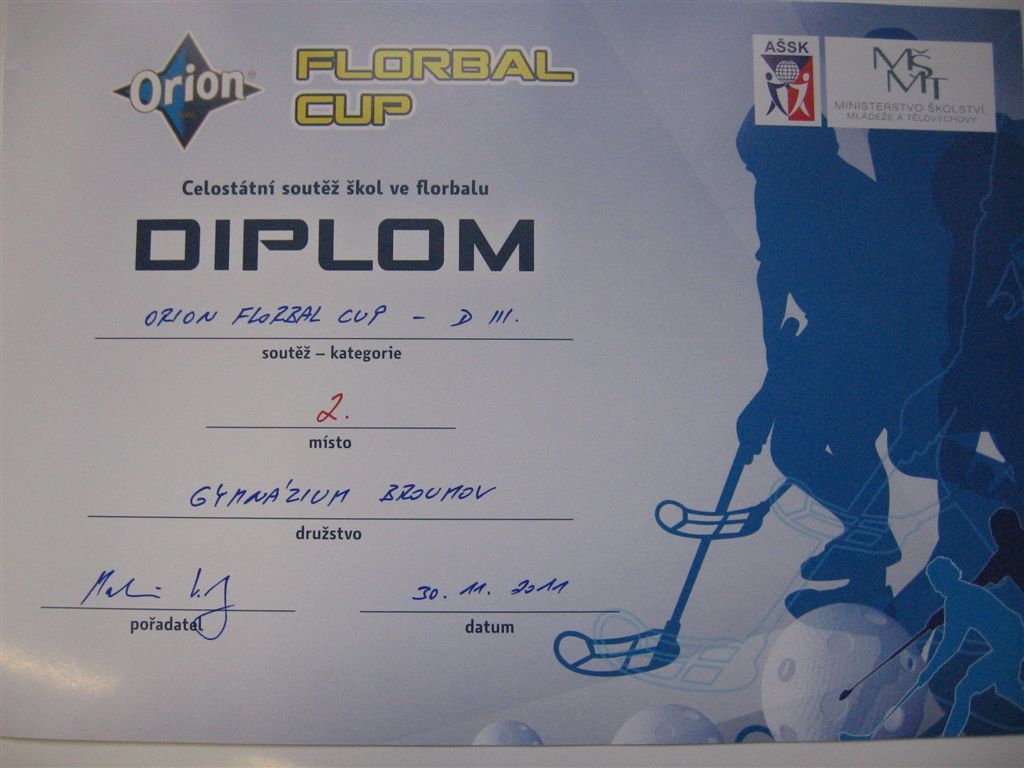 Orion®
FLORBAL
CUP
AŠSK
MŠMT
MINISTERSTVO ŠKOLSTVÍ,
MLÁDEŽE A TĚLOVÝCHOVY
Celostátní soutěž škol ve florbalu
DIPLOM
ORION FLORBAL CUP – D III.
soutěž – kategorie
2.
místo
GYMNÁZIUM BROUMOV
družstvo
30. 11. 2011
pořadatel
datum